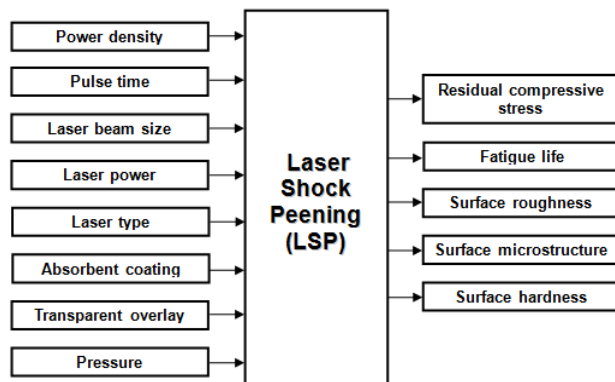 Power density
Pulse time
Laser beam size
Laser power
Laser type
Absorbent coating
Transparent overlay
Pressure
Laser
Shock
Peening
(LSP)
Residual compressive
stress
Fatigue life
Surface roughness
Surface microstructure
Surface hardness